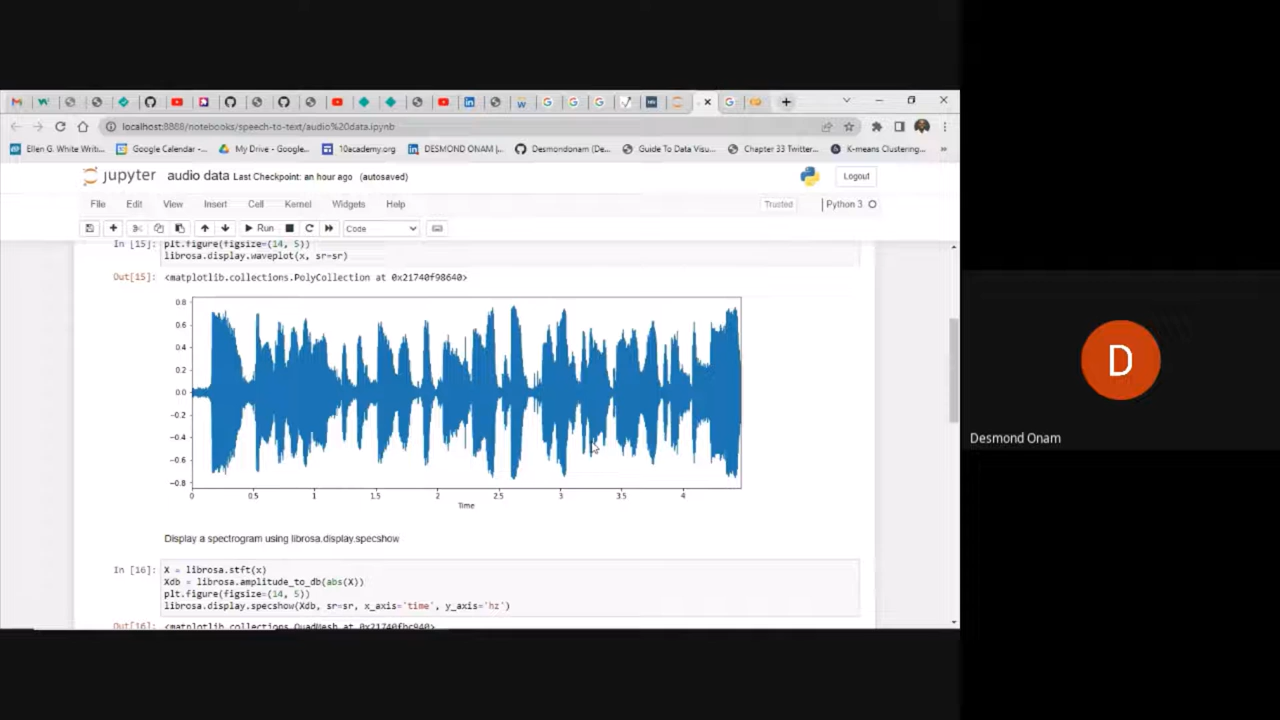 localhost:8888/notebooks/speech-to-text/audio%20data.ipynb
Ellen G. White Writi... Google Calendar -... My Drive - Google... 10academy.org DESMOND ONAM |... Desmondonam (De... Guide To Data Visu... Chapter 33 Twitter... K-means Clustering... »
jupyter audio data Last Checkpoint: an hour ago (autosaved) Logout
File Edit View Insert Cell Kernel Widgets Help Trusted Python 3
Run Code
In [15]: plt.figure(figsize=(14, 5))
librosa.display.waveplot(x, sr=sr)
Out[15]: <matplotlib.collections.PolyCollection at 0x21740f98640>
0.8
0.6
0.4
0.2
0.0
−0.2
−0.4
−0.6
−0.8
0 0.5 1 1.5 2 2.5 3 3.5 4
Time
Display a spectrogram using librosa.display.specshow
In [16]: X = librosa.stft(x)
Xdb = librosa.amplitude_to_db(abs(X))
plt.figure(figsize=(14, 5))
librosa.display.specshow(Xdb, sr=sr, x_axis='time', y_axis='hz')
Out[16]: <matplotlib.collections.QuadMesh at 0x21740fbc940>
D
Desmond Onam